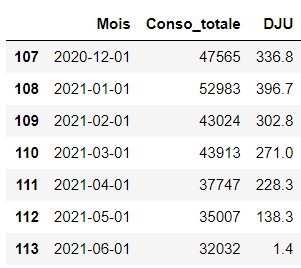 Mois Conso_totale DJU
107 2020-12-01 47565 336.8
108 2021-01-01 52983 396.7
109 2021-02-01 43024 302.8
110 2021-03-01 43913 271.0
111 2021-04-01 37747 228.3
112 2021-05-01 35007 138.3
113 2021-06-01 32032 1.4